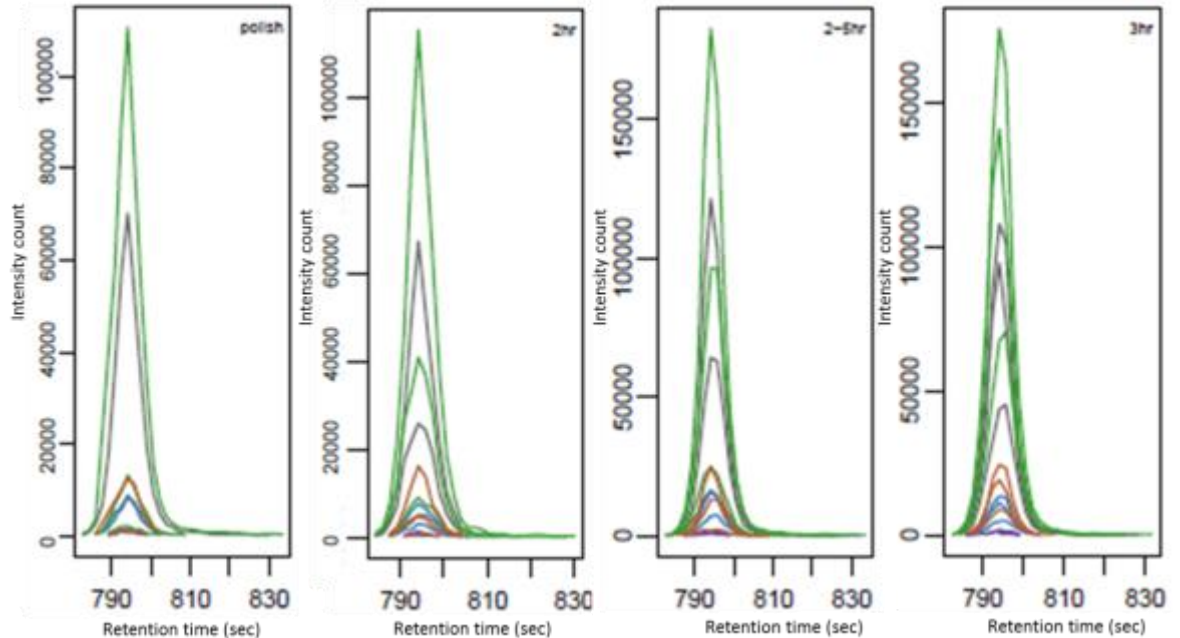 polish
Intensity count
100000
80000
60000
40000
20000
0
790 810 830
Retention time (sec)
2hr
Intensity count
100000
80000
60000
40000
20000
0
790 810 830
Retention time (sec)
2-5hr
Intensity count
150000
100000
50000
0
790 810 830
Retention time (sec)
3hr
Intensity count
150000
100000
50000
0
790 810 830
Retention time (sec)